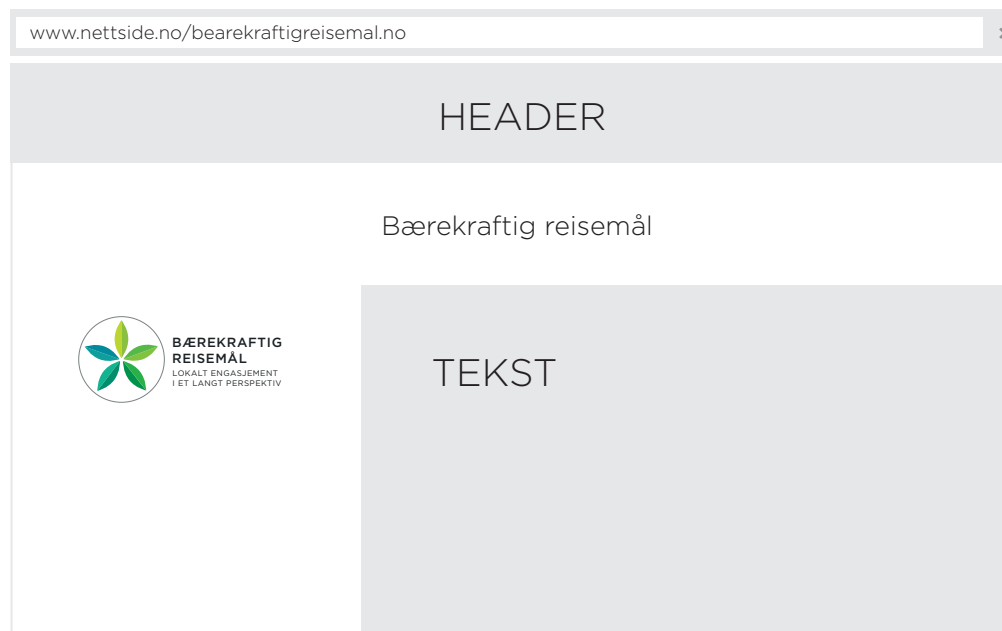 www.nettside.no/bearekraftigreisemal.no
HEADER
Bærekraftig reisemål
BÆREKRAFTIG
REISEMÅL
LOKALT ENGASJEMENT
I ET LANGT PERSPEKTIV
TEKST